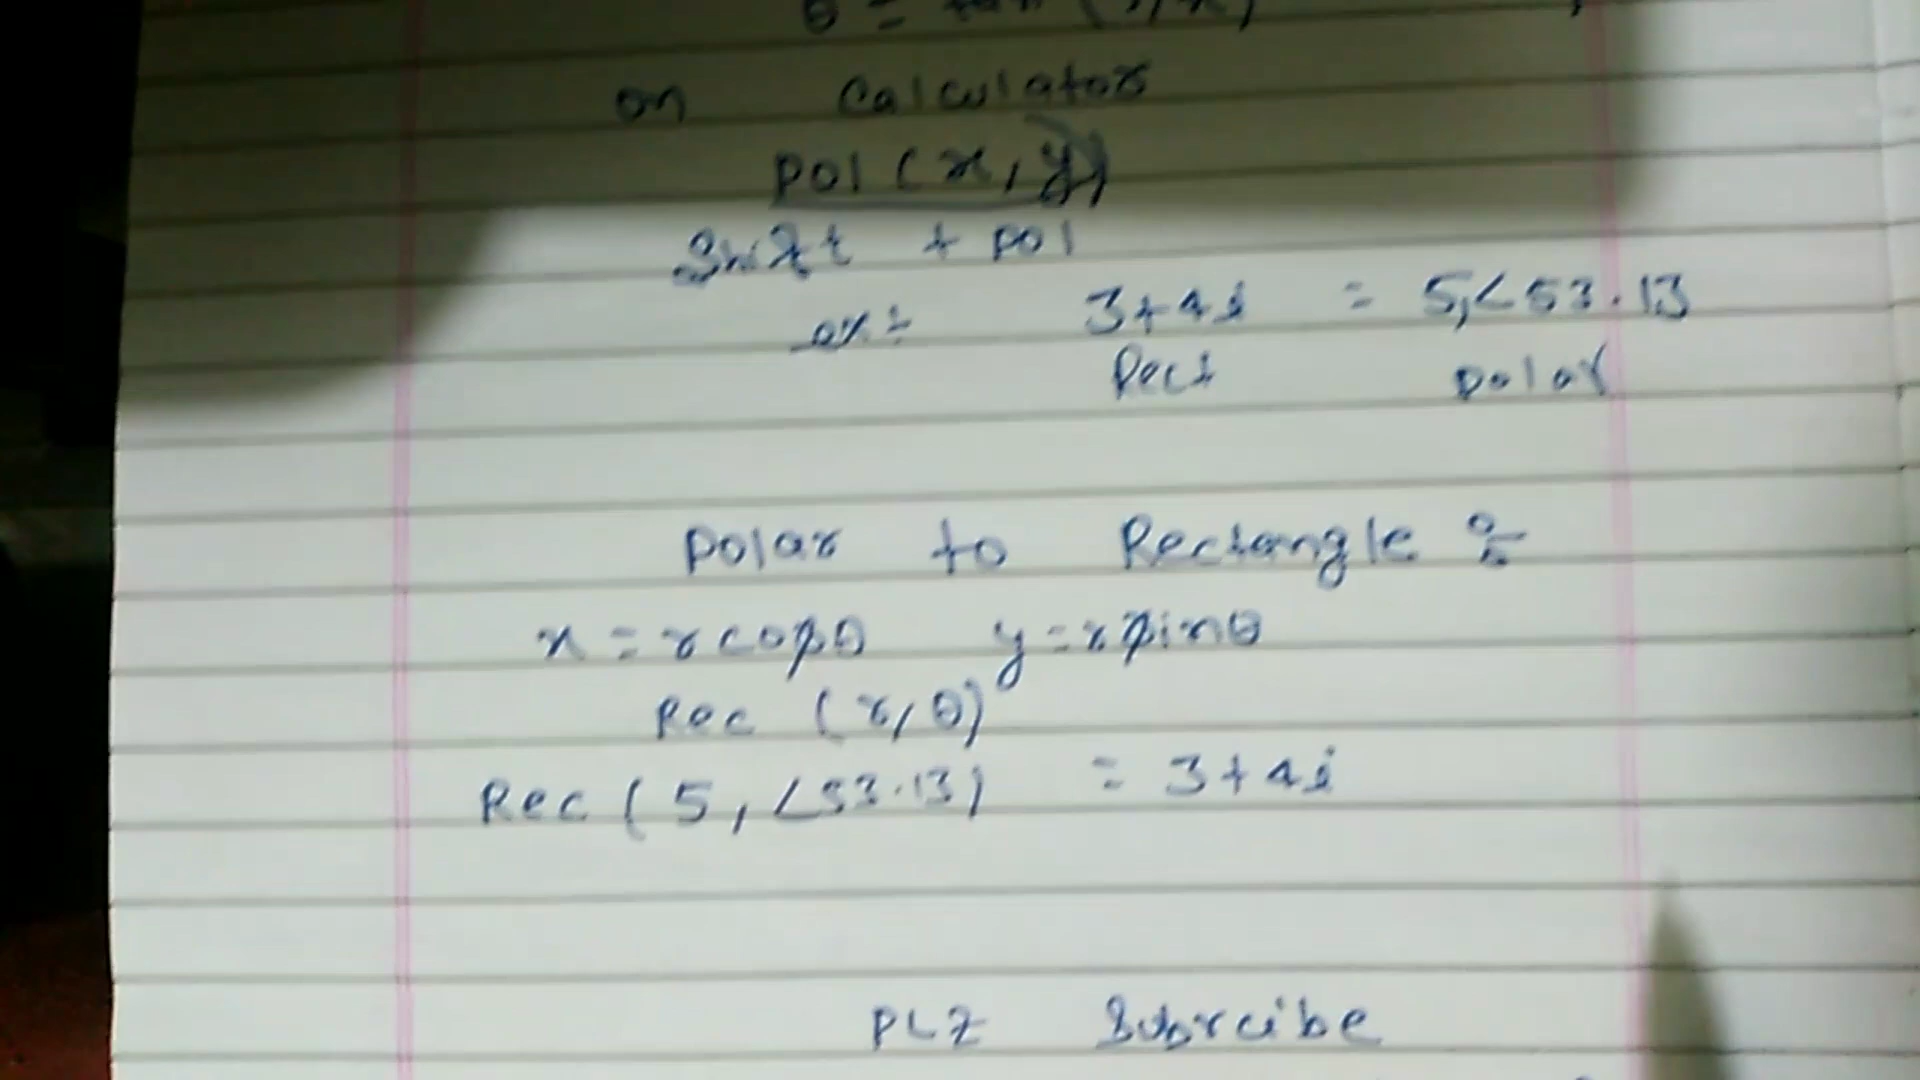 on Calculator
Pol (x, y)
Shift + Pol
ex:- 3+4i = 5,∠53.13
Rect Polar
Polar to Rectangle :-
x = r cosθ y = r sinθ
Rec (r, θ)
Rec (5, ∠53.13) = 3+4i
PLZ Subrcibe